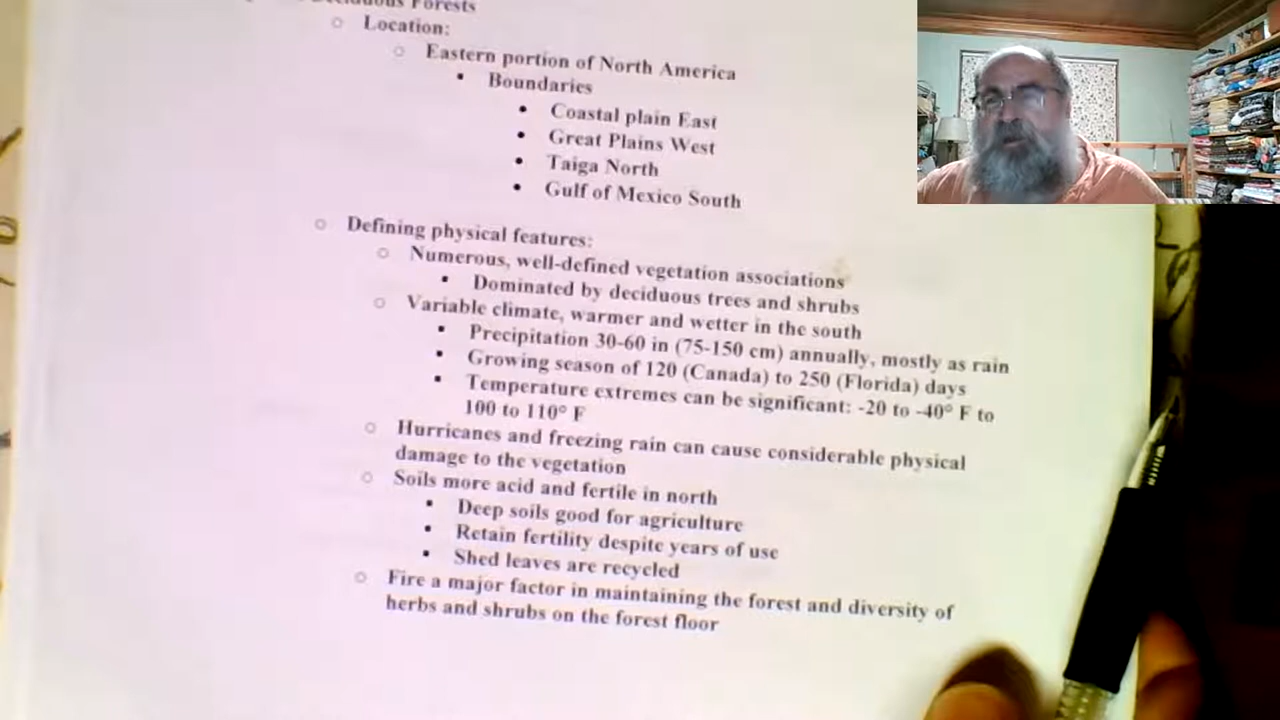 Forests
Location:
Eastern portion of North America
Boundaries
Coastal plain East
Great Plains West
Taiga North
Gulf of Mexico South
Defining physical features:
Numerous, well-defined vegetation associations
Dominated by deciduous trees and shrubs
Variable climate, warmer and wetter in the south
Precipitation 30-60 in (75-150 cm) annually, mostly as rain
Growing season of 120 (Canada) to 250 (Florida) days
Temperature extremes can be significant: -20 to -40° F to
100 to 110° F
Hurricanes and freezing rain can cause considerable physical
damage to the vegetation
Soils more acid and fertile in north
Deep soils good for agriculture
Retain fertility despite years of use
Shed leaves are recycled
Fire a major factor in maintaining the forest and diversity of
herbs and shrubs on the forest floor